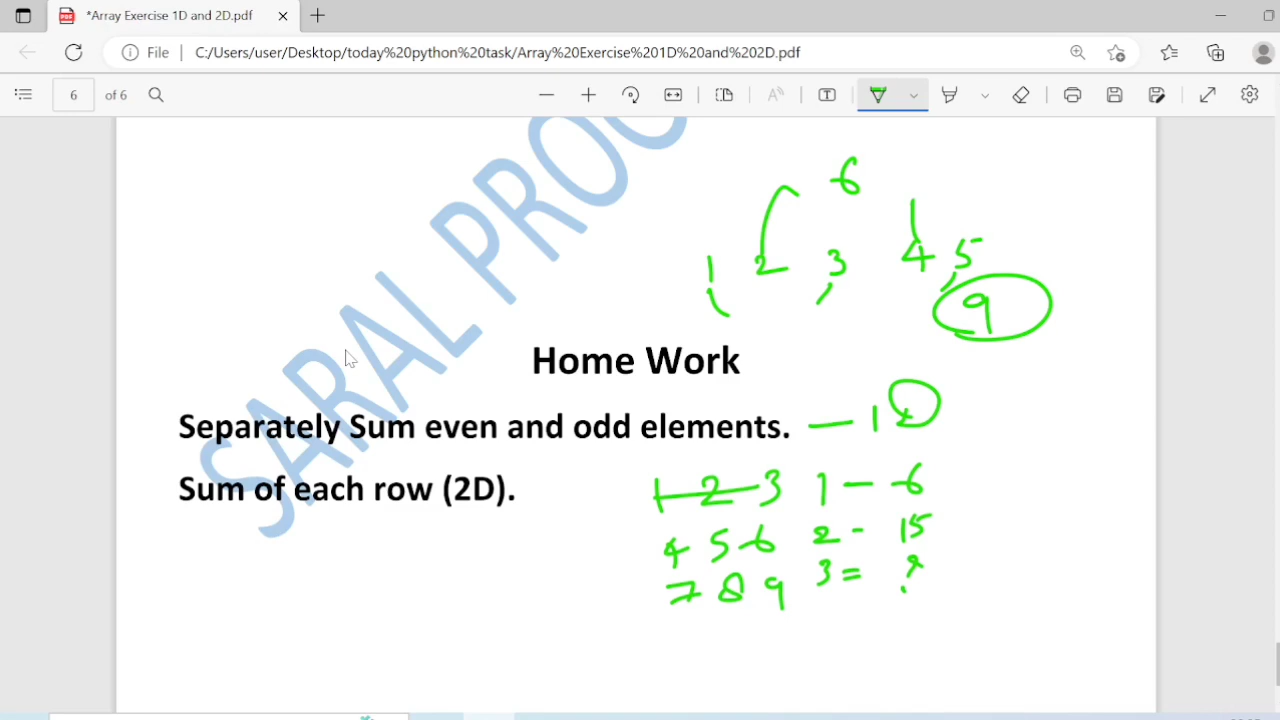 *Array Exercise 1D and 2D.pdf
File C:/Users/user/Desktop/today%20python%20task/Array%20Exercise%201D%20and%202D.pdf
6 of 6
SARAL PROG
6
1 2 3 4 5
9
Home Work
Separately Sum even and odd elements. — 1D
Sum of each row (2D).
1 2 3 1 — 6
4 5 6 2 - 15
7 8 9 3 = ?